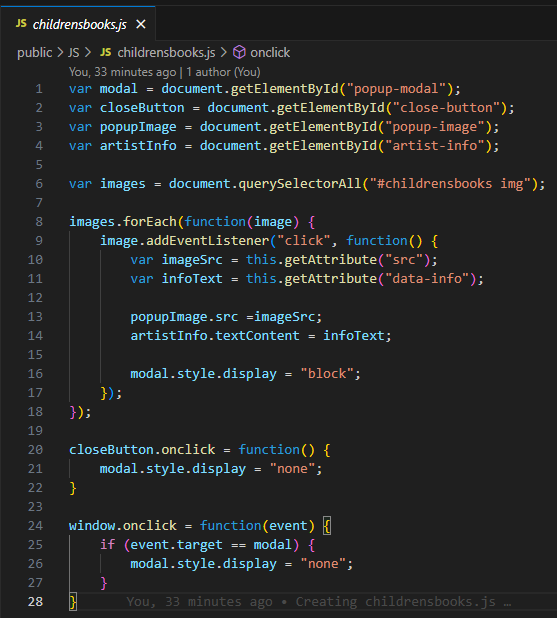 JS childrensbooks.js ×
public > JS > JS childrensbooks.js > onclick
You, 33 minutes ago | 1 author (You)
1 var modal = document.getElementById("popup-modal");
2 var closeButton = document.getElementById("close-button");
3 var popupImage = document.getElementById("popup-image");
4 var artistInfo = document.getElementById("artist-info");
5
6 var images = document.querySelectorAll("#childrensbooks img");
7
8 images.forEach(function(image) {
9     image.addEventListener("click", function() {
10         var imageSrc = this.getAttribute("src");
11         var infoText = this.getAttribute("data-info");
12
13         popupImage.src =imageSrc;
14         artistInfo.textContent = infoText;
15
16         modal.style.display = "block";
17     });
18 });
19
20 closeButton.onclick = function() {
21     modal.style.display = "none";
22 }
23
24 window.onclick = function(event) {
25     if (event.target == modal) {
26         modal.style.display = "none";
27     }
28 } You, 33 minutes ago • Creating childrensbooks.js …